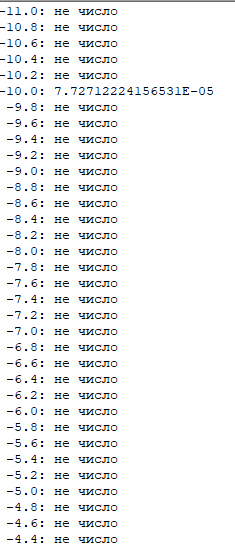 -11.0: не число
-10.8: не число
-10.6: не число
-10.4: не число
-10.2: не число
-10.0: 7.72712224156531E-05
-9.8: не число
-9.6: не число
-9.4: не число
-9.2: не число
-9.0: не число
-8.8: не число
-8.6: не число
-8.4: не число
-8.2: не число
-8.0: не число
-7.8: не число
-7.6: не число
-7.4: не число
-7.2: не число
-7.0: не число
-6.8: не число
-6.6: не число
-6.4: не число
-6.2: не число
-6.0: не число
-5.8: не число
-5.6: не число
-5.4: не число
-5.2: не число
-5.0: не число
-4.8: не число
-4.6: не число
-4.4: не число